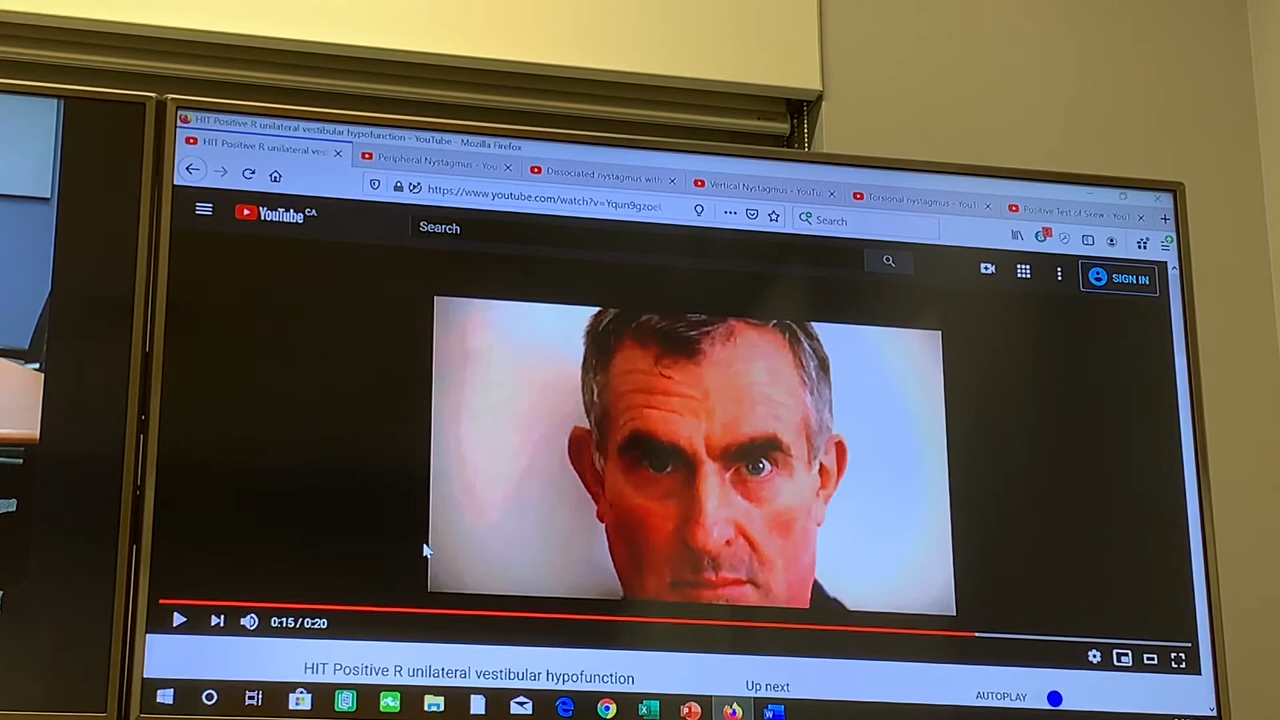 HIT Positive R unilateral vestibular hypofunction - YouTube - Mozilla Firefox
HIT Positive R unilateral ves
Peripheral Nystagmus - You
Dissociated nystagmus with
Vertical Nystagmus - YouTu
Torsional nystagmus - YouT
Positive Test of Skew - You
https://www.youtube.com/watch?v=Yqun9gzoeL
Search
YouTube CA
Search
SIGN IN
0:15 / 0:20
HIT Positive R unilateral vestibular hypofunction
Up next
AUTOPLAY